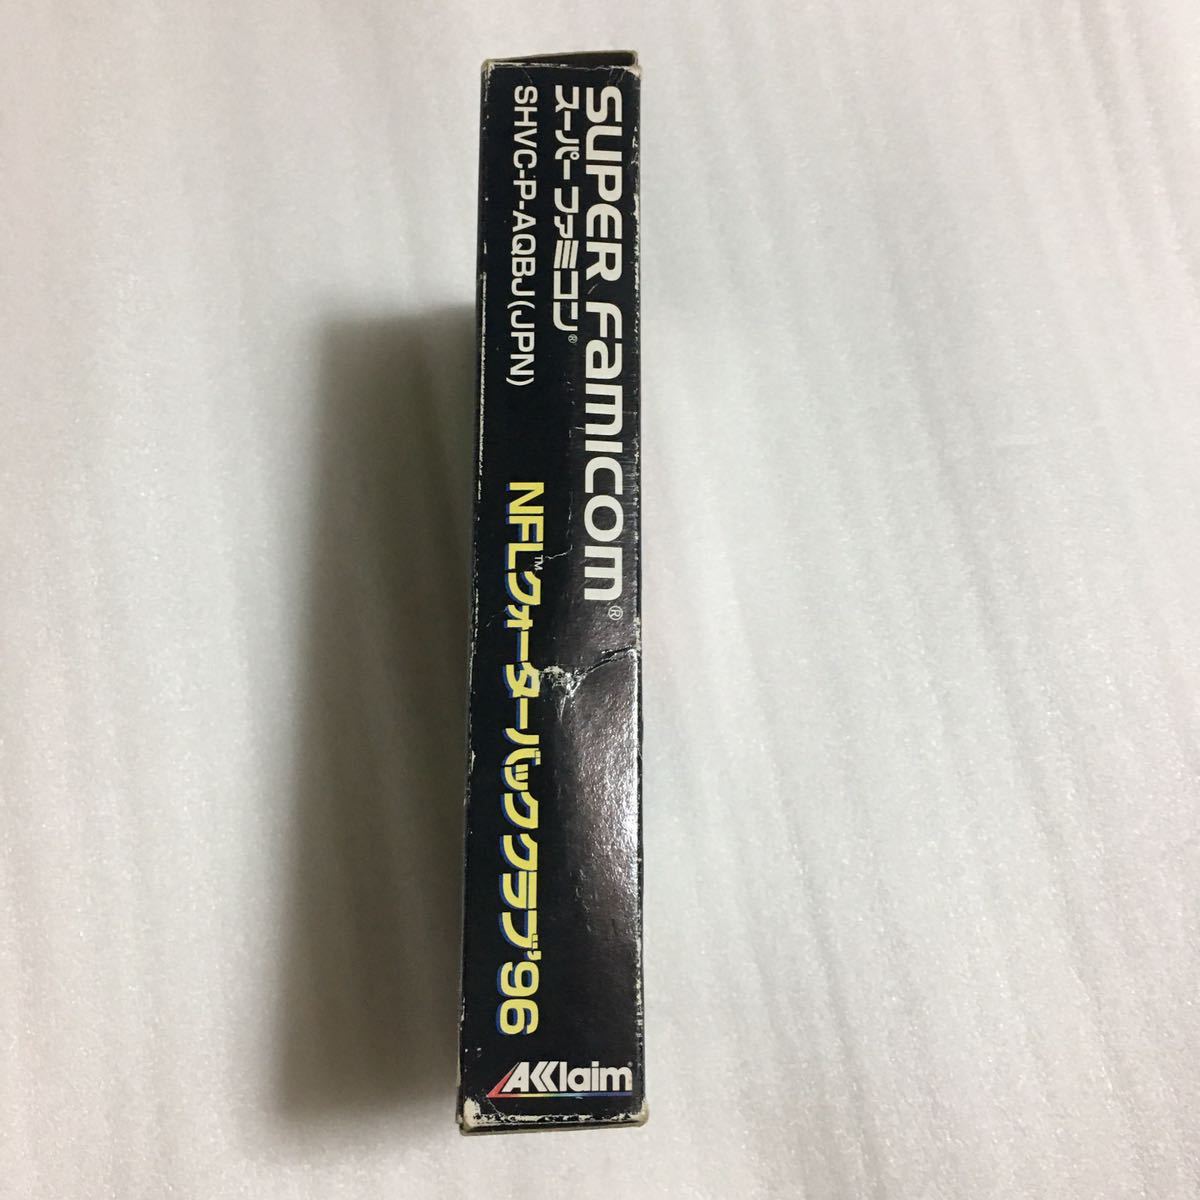 SUPER FAMICOM®
スーパーファミコン®
SHVC-P-AQBJ(JPN)
NFL™クォーターバッククラブ'96
AKKlaim®